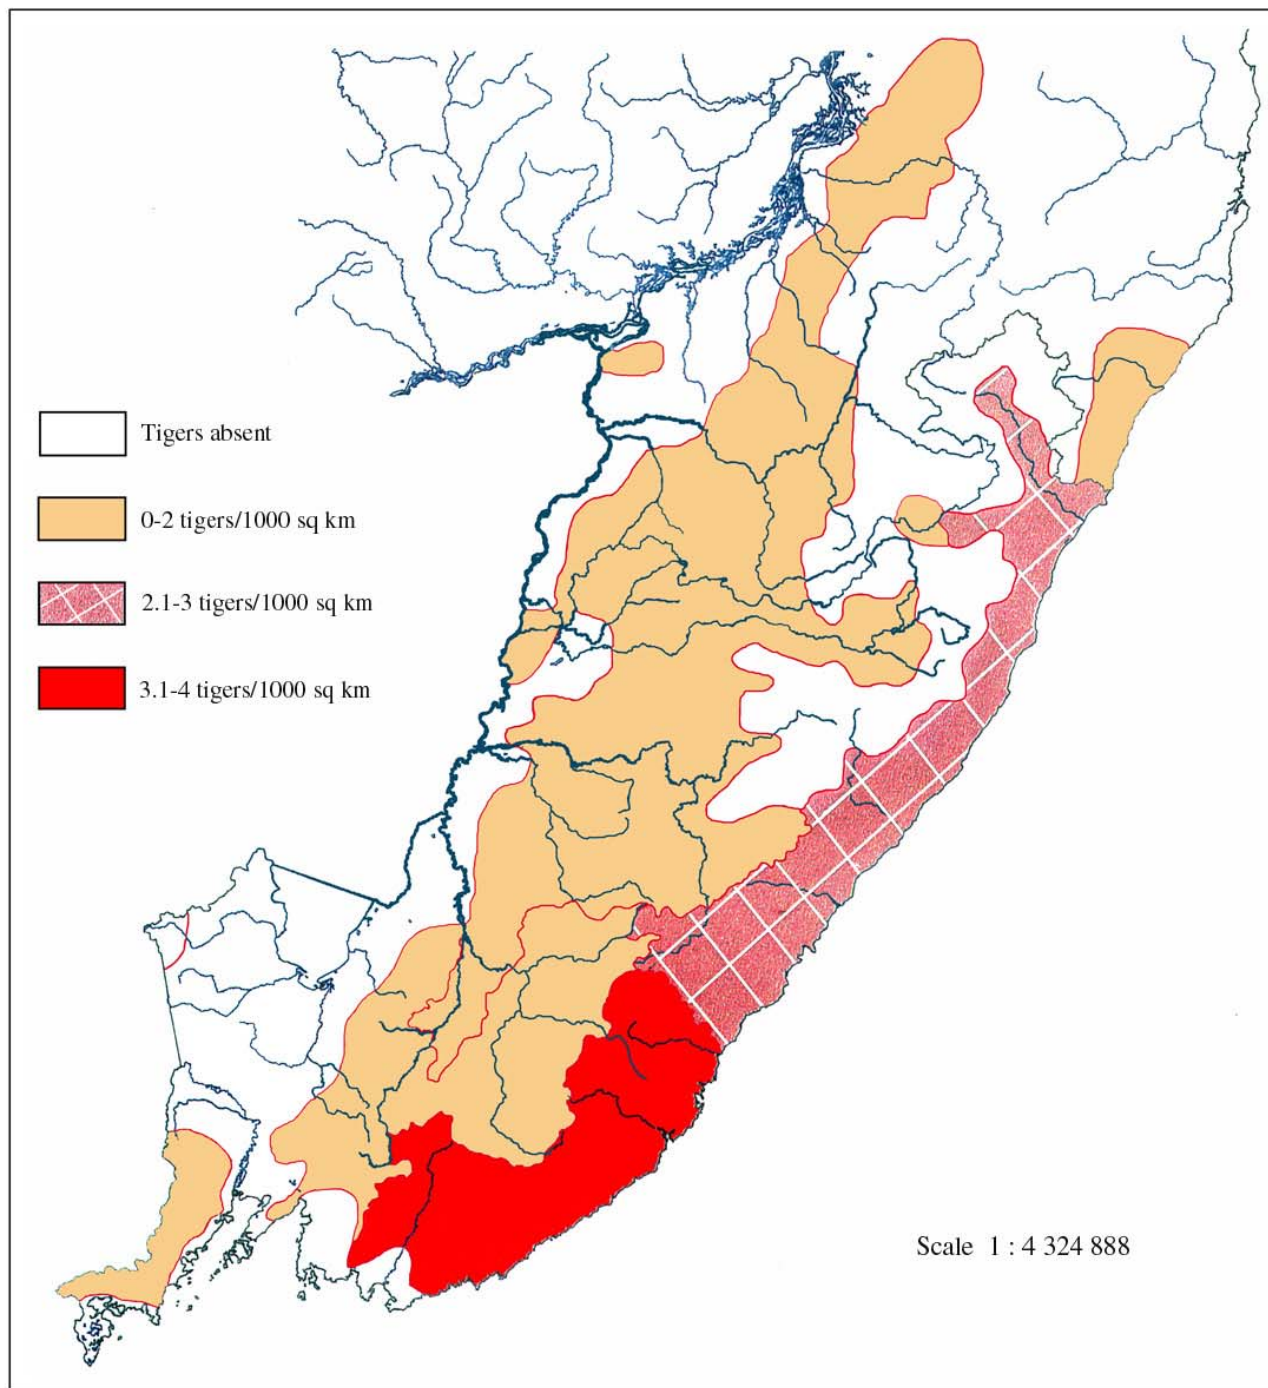 Tigers absent
0-2 tigers/1000 sq km
2.1-3 tigers/1000 sq km
3.1-4 tigers/1000 sq km
Scale 1 : 4 324 888